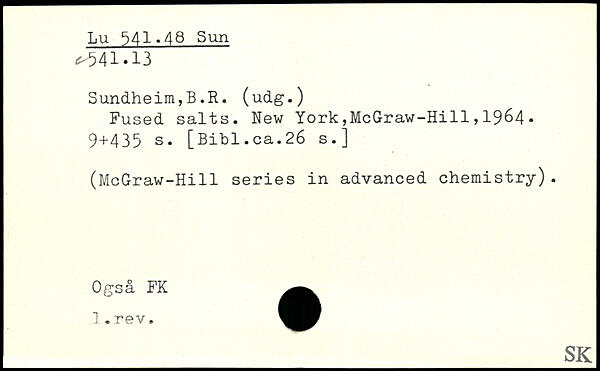 Lu 541.48 Sun
c541.13
Sundheim,B.R. (udg.)
Fused salts. New York,McGraw-Hill,1964.
9+435 s. [Bibl.ca.26 s.]
(McGraw-Hill series in advanced chemistry).
Også FK
1.rev.
SK